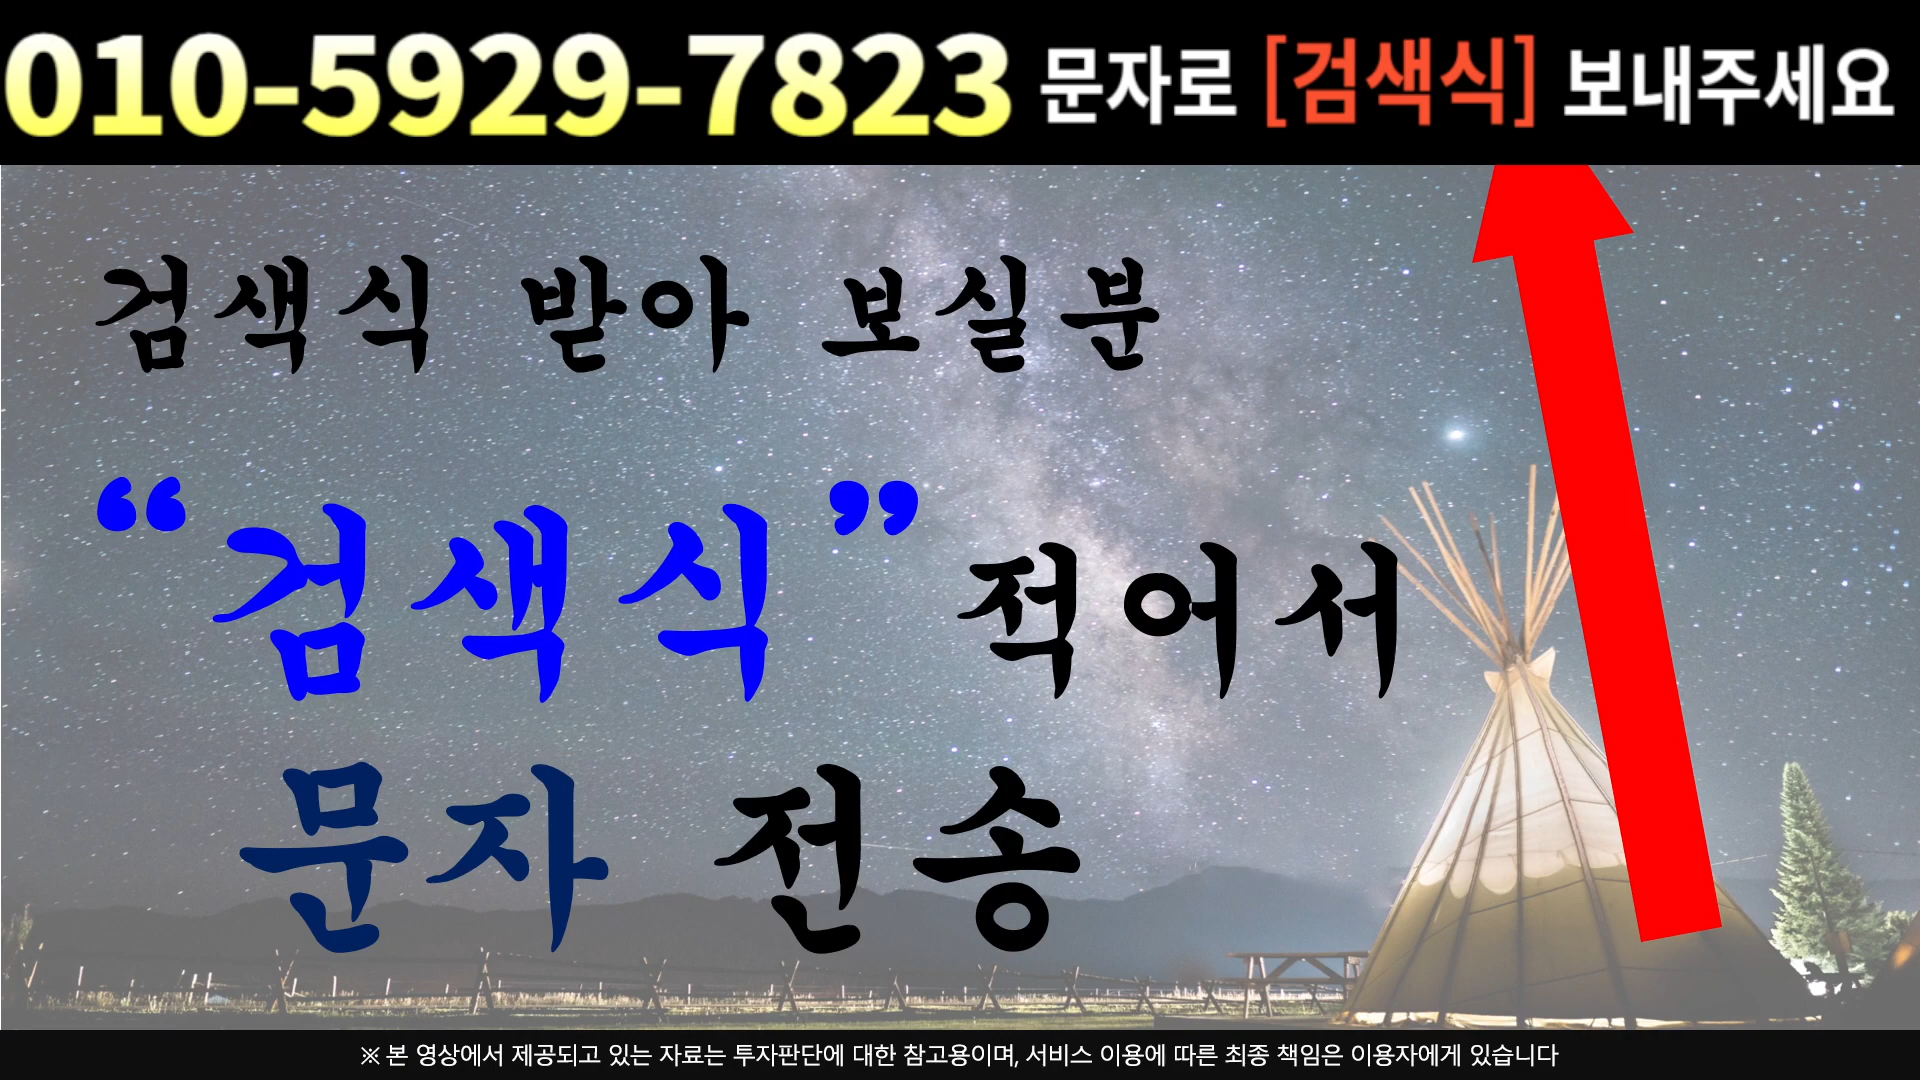 010-5929-7823 문자로 [검색식] 보내주세요
검색식 받아 보실분
“검색식” 적어서
문자 전송
※ 본 영상에서 제공되고 있는 자료는 투자판단에 대한 참고용이며, 서비스 이용에 따른 최종 책임은 이용자에게 있습니다